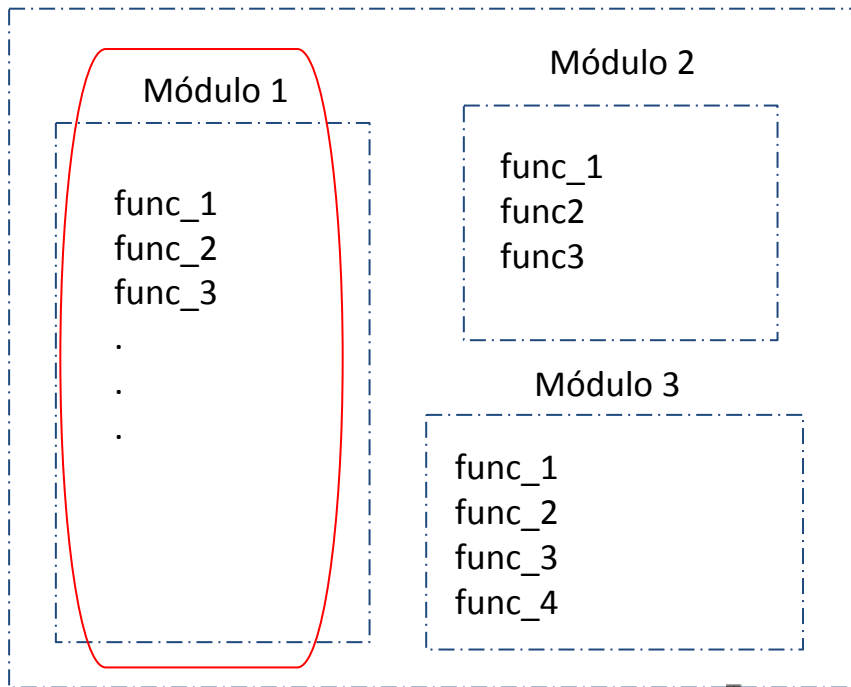 Módulo 1
func_1
func_2
func_3
.
.
.
Módulo 2
func_1
func2
func3
Módulo 3
func_1
func_2
func_3
func_4